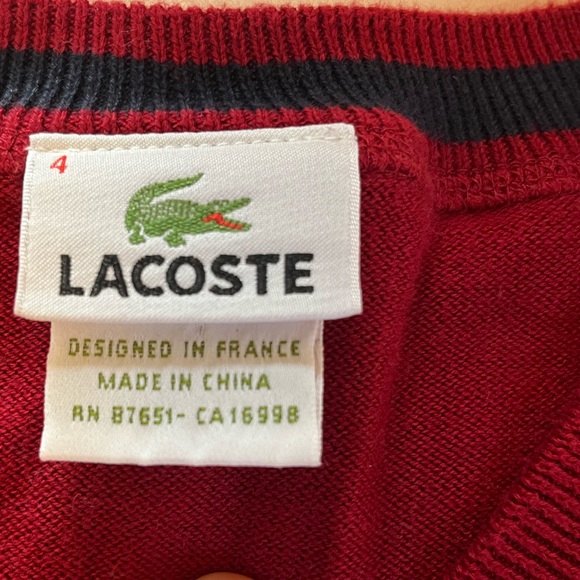 4
LACOSTE
DESIGNED IN FRANCE
MADE IN CHINA
RN 87651- CA16998